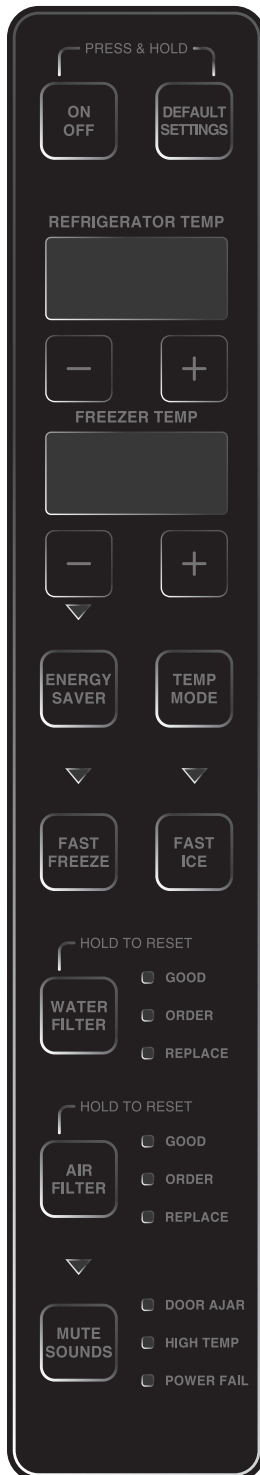 PRESS & HOLD
ON
OFF
DEFAULT
SETTINGS
REFRIGERATOR TEMP
− +
FREEZER TEMP
− +
ENERGY
SAVER
TEMP
MODE
FAST
FREEZE
FAST
ICE
HOLD TO RESET
WATER
FILTER
GOOD
ORDER
REPLACE
HOLD TO RESET
AIR
FILTER
GOOD
ORDER
REPLACE
MUTE
SOUNDS
DOOR AJAR
HIGH TEMP
POWER FAIL